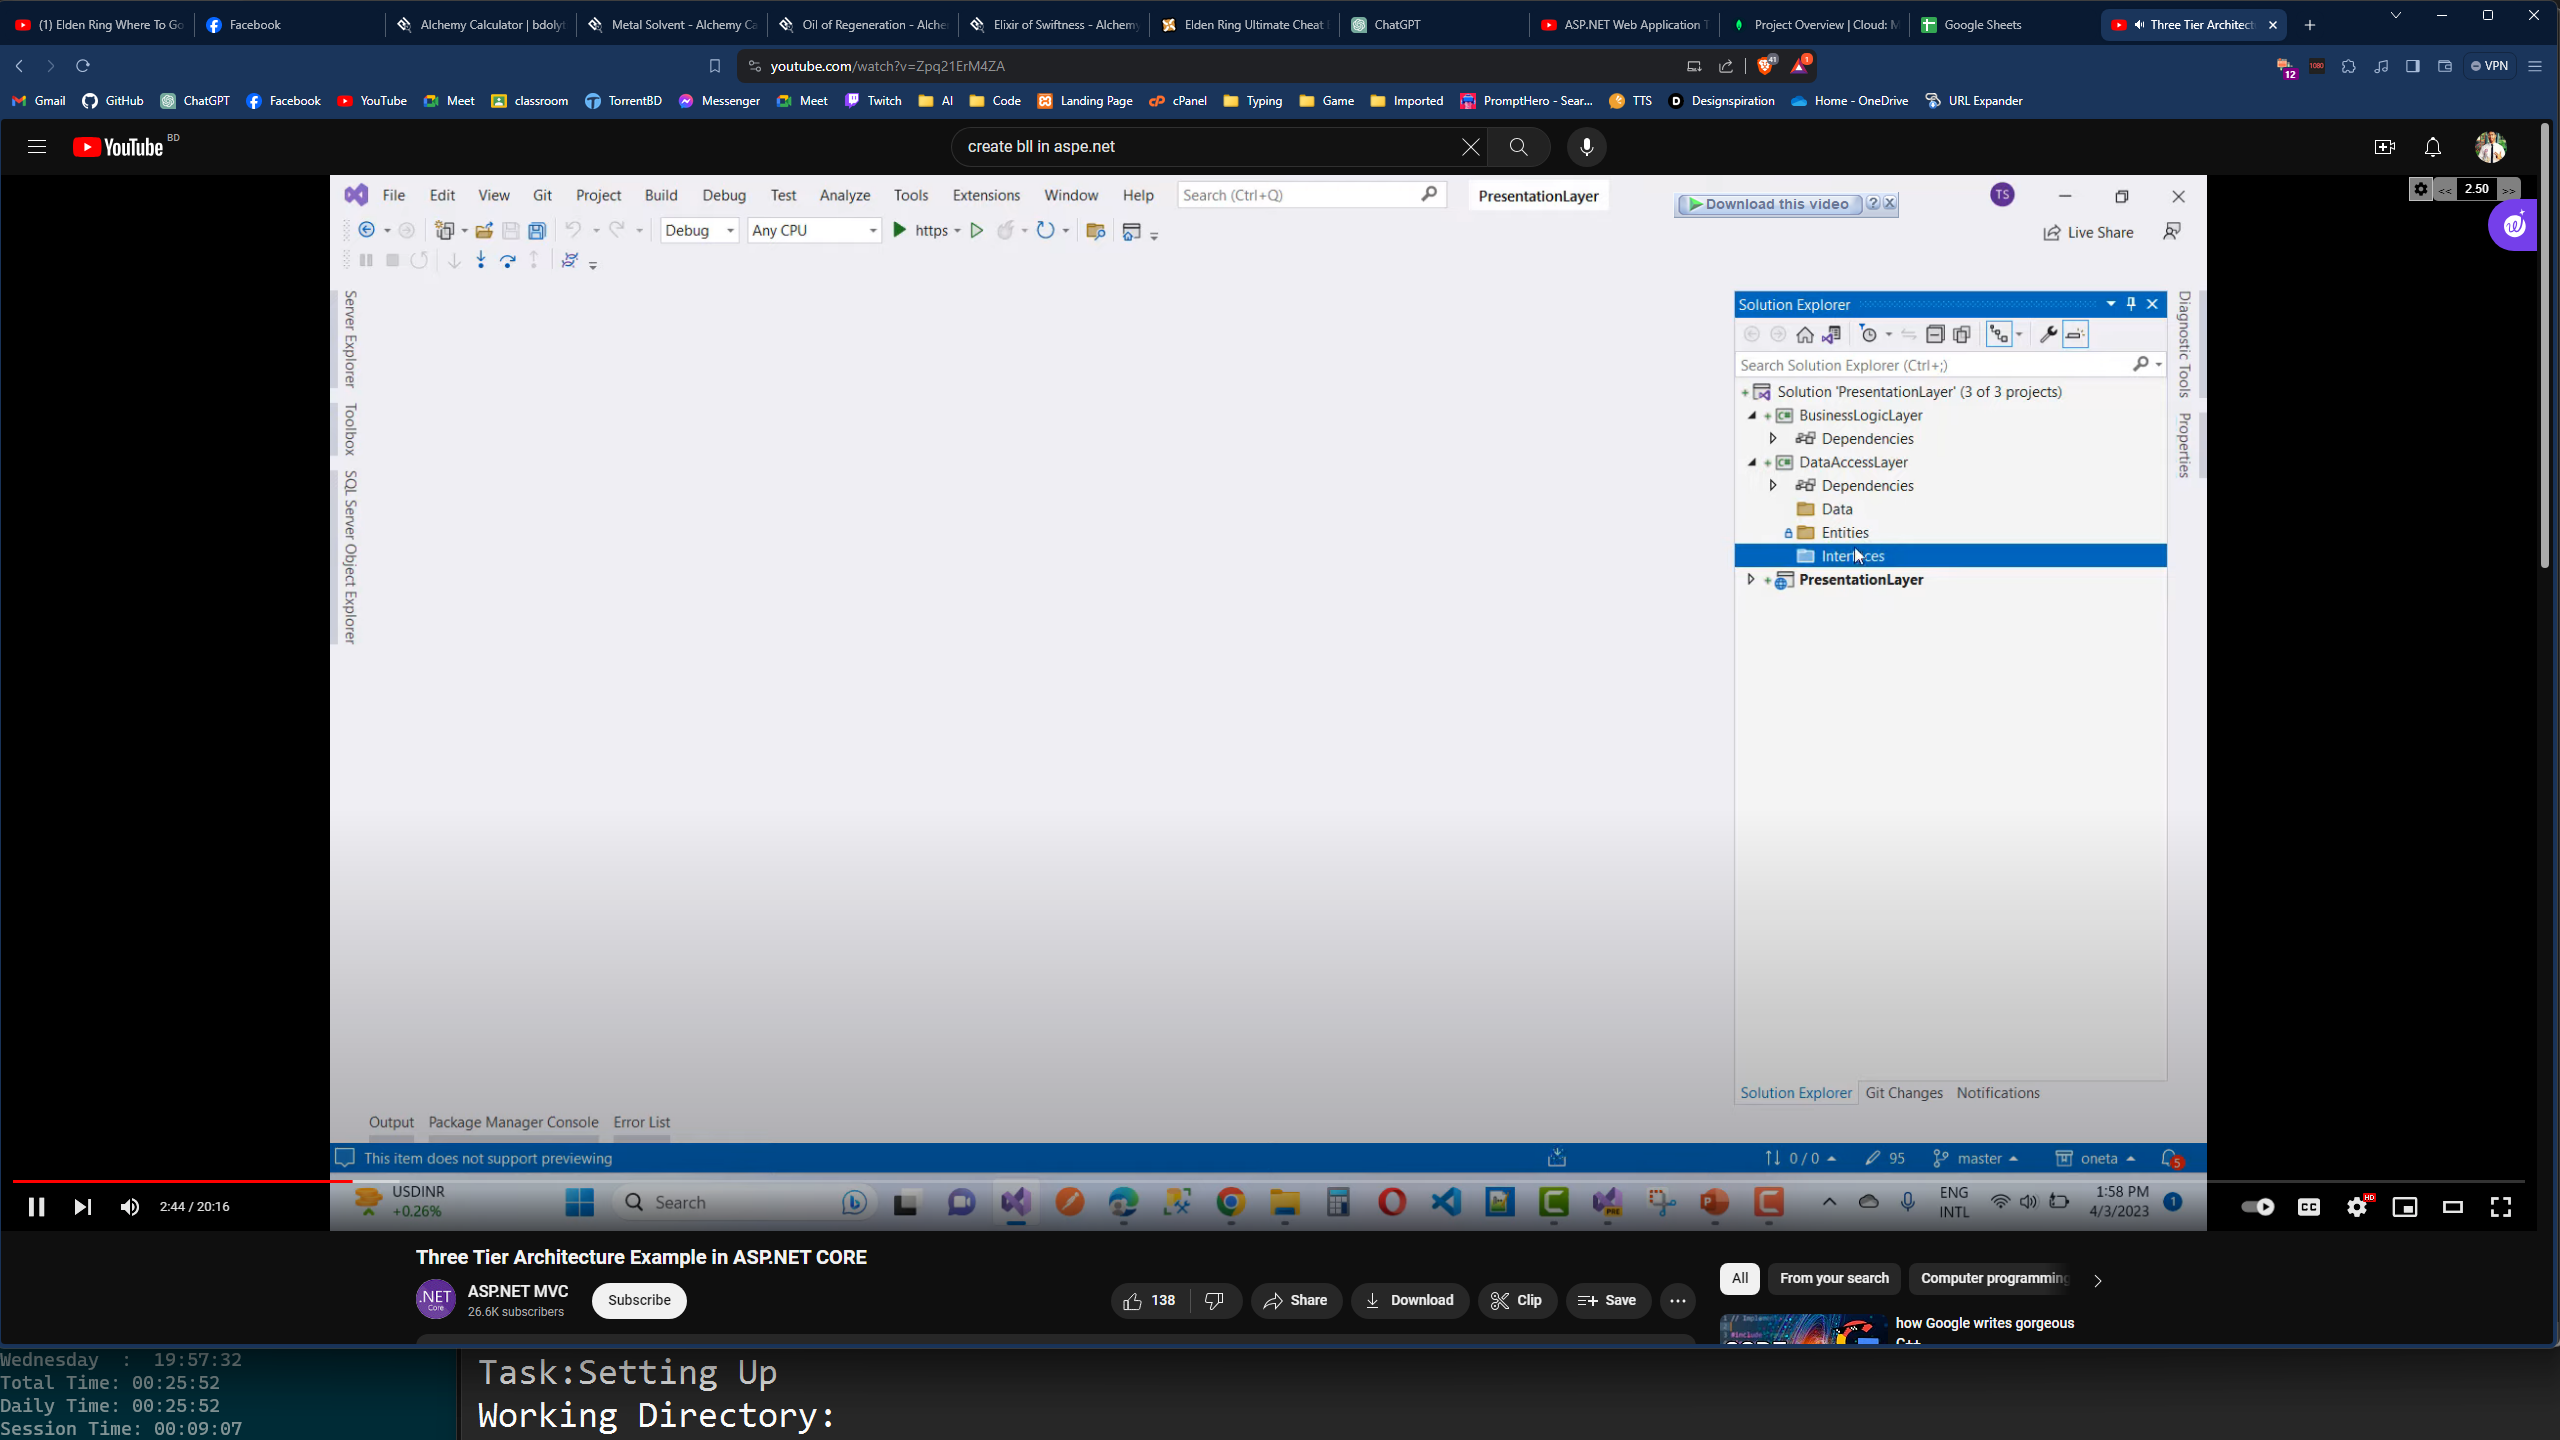 (1) Elden Ring Where To Go
Facebook
Alchemy Calculator | bdolyt
Metal Solvent - Alchemy Ca
Oil of Regeneration - Alche
Elixir of Swiftness - Alchemy
Elden Ring Ultimate Cheat
ChatGPT
ASP.NET Web Application T
Project Overview | Cloud: M
Google Sheets
Three Tier Architect
youtube.com/watch?v=Zpq21ErM4ZA
41
1
12
1080
VPN
Gmail
GitHub
ChatGPT
Facebook
YouTube
Meet
classroom
TorrentBD
Messenger
Meet
Twitch
AI
Code
Landing Page
cPanel
Typing
Game
Imported
PromptHero - Sear...
TTS
Designspiration
Home - OneDrive
URL Expander
YouTube BD
create bll in aspe.net
File Edit View Git Project Build Debug Test Analyze Tools Extensions Window Help
Search (Ctrl+Q)
PresentationLayer
Download this video
TS
<< 2.50 >>
Debug
Any CPU
https
Live Share
Server Explorer
Toolbox
SQL Server Object Explorer
Solution Explorer
Search Solution Explorer (Ctrl+;)
Solution 'PresentationLayer' (3 of 3 projects)
BusinessLogicLayer
Dependencies
DataAccessLayer
Dependencies
Data
Entities
Interfaces
PresentationLayer
Diagnostic Tools
Properties
Solution Explorer Git Changes Notifications
Output Package Manager Console Error List
This item does not support previewing
0 / 0
95
master
oneta
5
USDINR
+0.26%
Search
PRE
ENG
INTL
1:58 PM
4/3/2023
1
2:44 / 20:16
CC
HD
Three Tier Architecture Example in ASP.NET CORE
.NET
Core
ASP.NET MVC
26.6K subscribers
Subscribe
138
Share
Download
Clip
Save
All
From your search
Computer programming
how Google writes gorgeous
C++
Wednesday : 19:57:32
Total Time: 00:25:52
Daily Time: 00:25:52
Session Time: 00:09:07
Task:Setting Up
Working Directory: